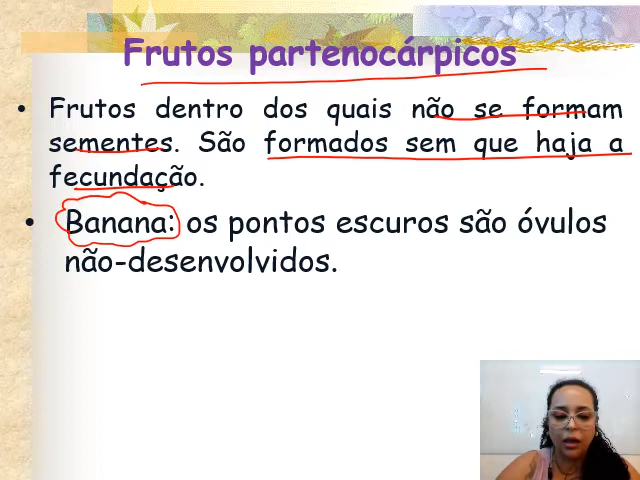 Frutos partenocárpicos
• Frutos dentro dos quais não se formam
sementes. São formados sem que haja a
fecundação.
• Banana: os pontos escuros são óvulos
não-desenvolvidos.